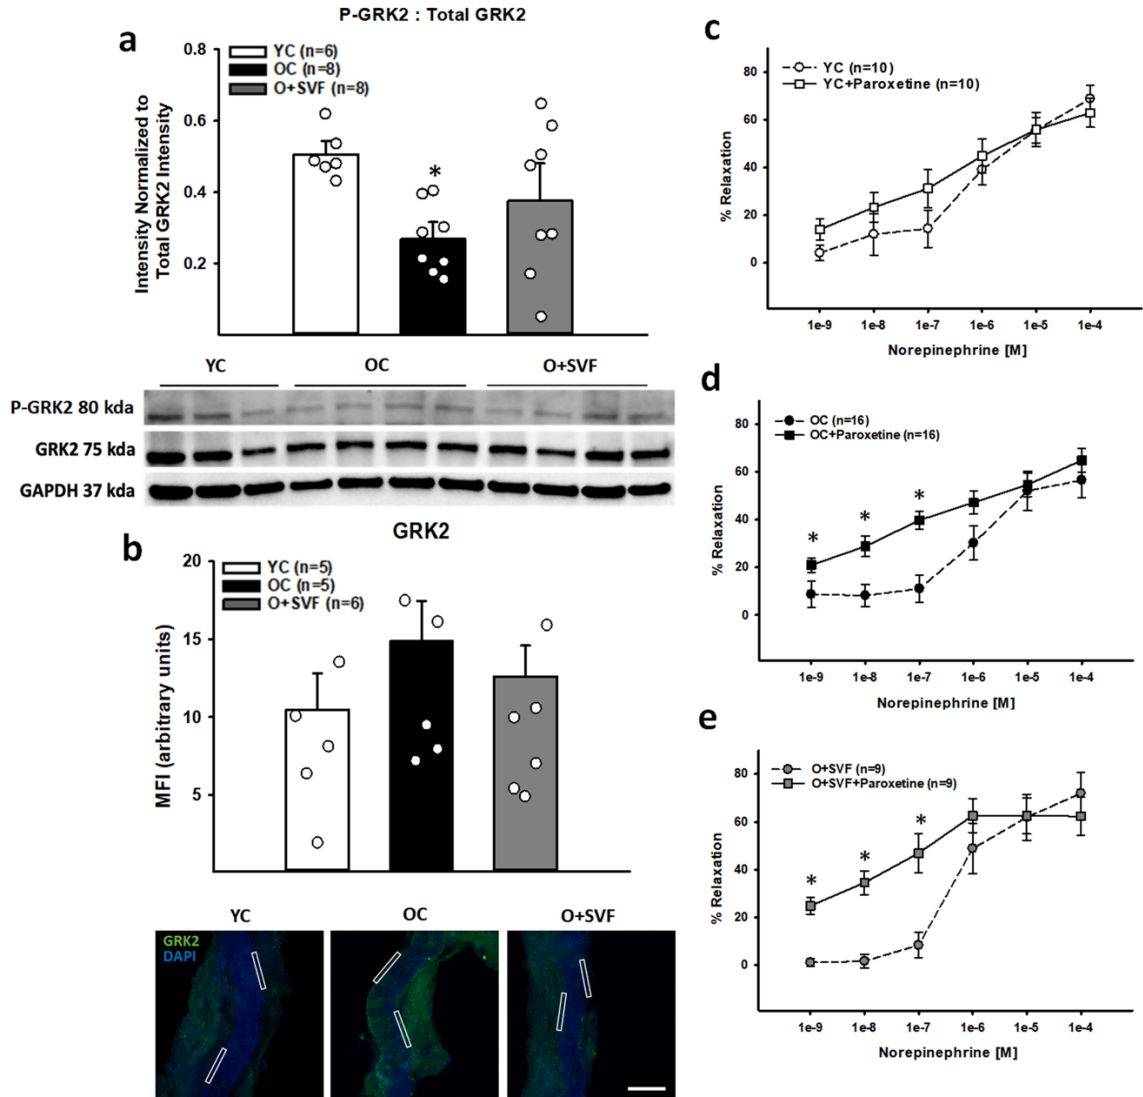 P-GRK2 : Total GRK2
a
YC (n=6)
OC (n=8)
O+SVF (n=8)
0.8
0.6
0.4
0.2
Intensity Normalized to
Total GRK2 Intensity
*
YC
OC
O+SVF
P-GRK2 80 kda
GRK2 75 kda
GAPDH 37 kda
b
GRK2
YC (n=5)
OC (n=5)
O+SVF (n=6)
20
15
10
5
MFI (arbitrary units)
YC
OC
O+SVF
GRK2
DAPI
c
YC (n=10)
YC+Paroxetine (n=10)
80
60
40
20
0
% Relaxation
1e-9 1e-8 1e-7 1e-6 1e-5 1e-4
Norepinephrine [M]
d
OC (n=16)
OC+Paroxetine (n=16)
80
60
40
20
0
% Relaxation
* * *
1e-9 1e-8 1e-7 1e-6 1e-5 1e-4
Norepinephrine [M]
e
O+SVF (n=9)
O+SVF+Paroxetine (n=9)
80
60
40
20
0
% Relaxation
* * *
1e-9 1e-8 1e-7 1e-6 1e-5 1e-4
Norepinephrine [M]